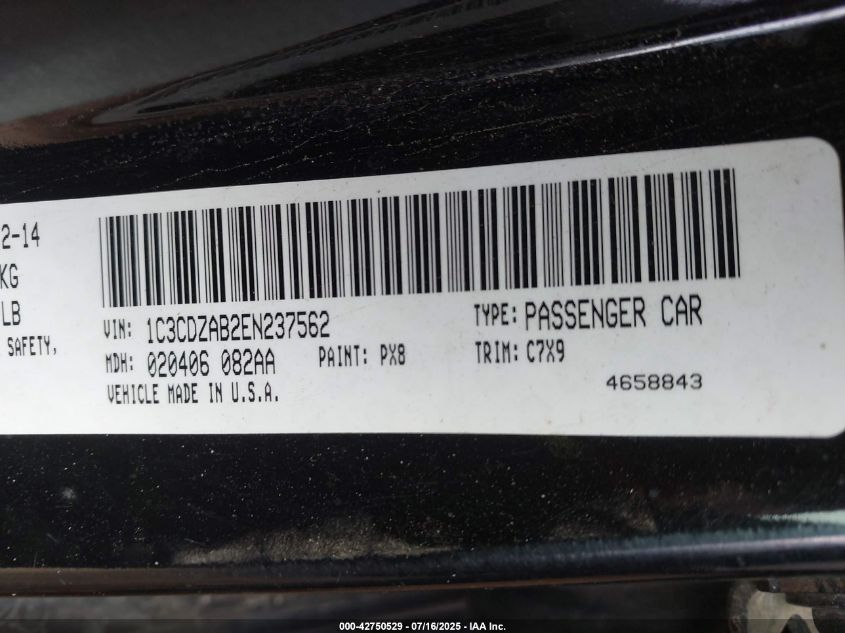 2-14
KG
LB
SAFETY,
VIN: 1C3CDZAB2EN237562
TYPE: PASSENGER CAR
MDH: 020406 082AA
PAINT: PX8
TRIM: C7X9
VEHICLE MADE IN U.S.A.
4658843
000-42750529 - 07/16/2025 - IAA Inc.